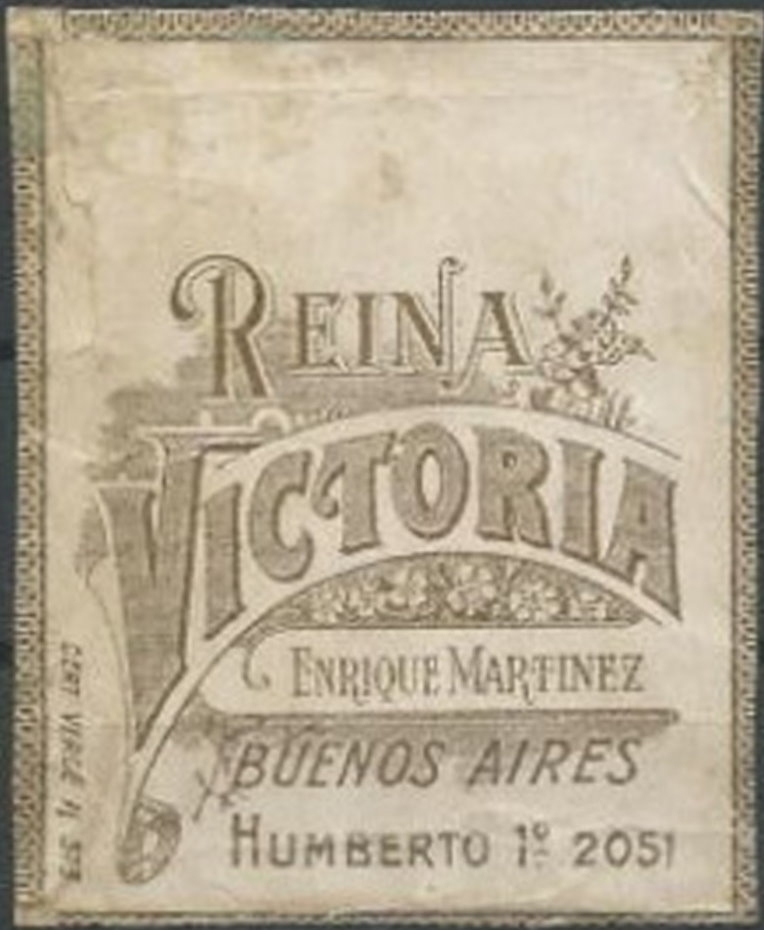 REINA
VICTORIA
ENRIQUE MARTINEZ
BUENOS AIRES
HUMBERTO 1º 2051